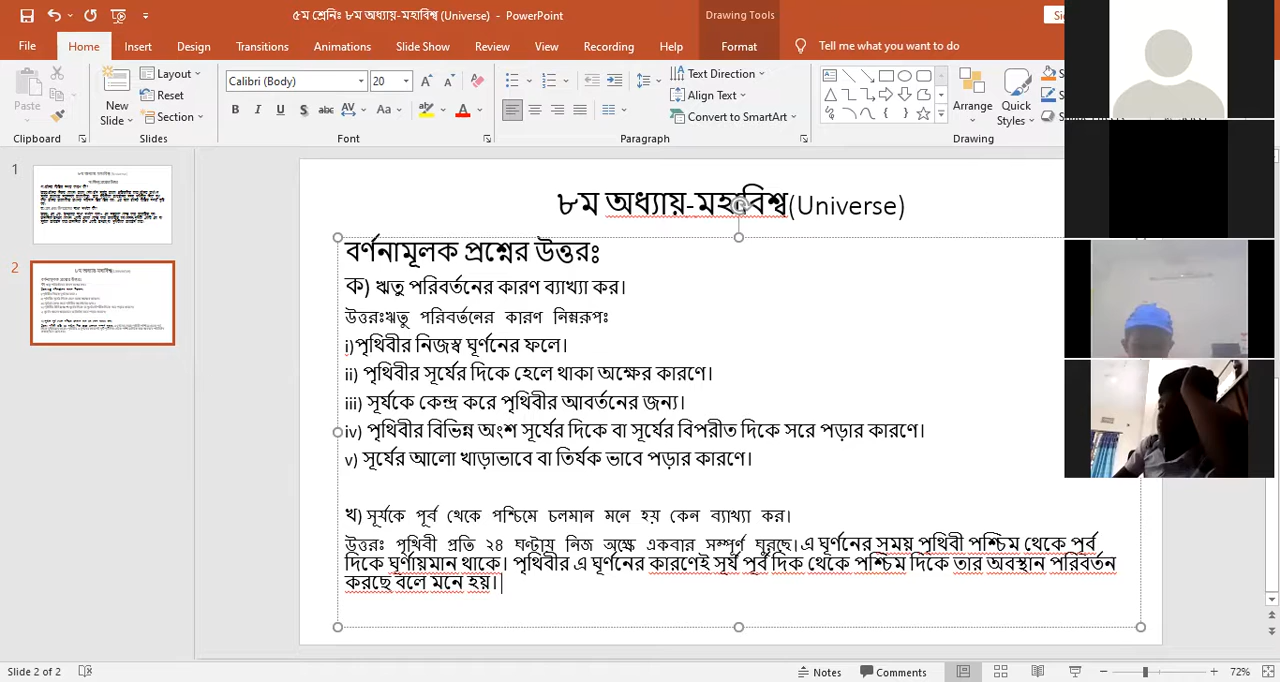 ৫ম শ্রেনিঃ ৮ম অধ্যায়-মহাবিশ্ব (Universe) - PowerPoint
Drawing Tools
File Home Insert Design Transitions Animations Slide Show Review View Recording Help Format Tell me what you want to do
Paste
New Slide
Layout
Reset
Section
Calibri (Body) 20
Text Direction
Align Text
Convert to SmartArt
Arrange
Quick Styles
Clipboard Slides Font Paragraph Drawing
1
2
৮ম অধ্যায়-মহাবিশ্ব(Universe)
বর্ণনামূলক প্রশ্নের উত্তরঃ
ক) ঋতু পরিবর্তনের কারণ ব্যাখ্যা কর।
উত্তরঃঋতু পরিবর্তনের কারণ নিম্নরূপঃ
i)পৃথিবীর নিজস্ব ঘূর্ণনের ফলে।
ii) পৃথিবীর সূর্যের দিকে হেলে থাকা অক্ষের কারণে।
iii) সূর্যকে কেন্দ্র করে পৃথিবীর আবর্তনের জন্য।
iv) পৃথিবীর বিভিন্ন অংশ সূর্যের দিকে বা সূর্যের বিপরীত দিকে সরে পড়ার কারণে।
v) সূর্যের আলো খাড়াভাবে বা তির্যক ভাবে পড়ার কারণে।
খ) সূর্যকে পূর্ব থেকে পশ্চিমে চলমান মনে হয় কেন ব্যাখ্যা কর।
উত্তরঃ পৃথিবী প্রতি ২৪ ঘণ্টায় নিজ অক্ষে একবার সম্পূর্ণ ঘুরছে। এ ঘূর্ণনের সময় পৃথিবী পশ্চিম থেকে পূর্ব
দিকে ঘূর্ণায়মান থাকে। পৃথিবীর এ ঘূর্ণনের কারণেই সূর্য পূর্ব দিক থেকে পশ্চিম দিকে তার অবস্থান পরিবর্তন
করছে বলে মনে হয়।
Slide 2 of 2
Notes
Comments
72%